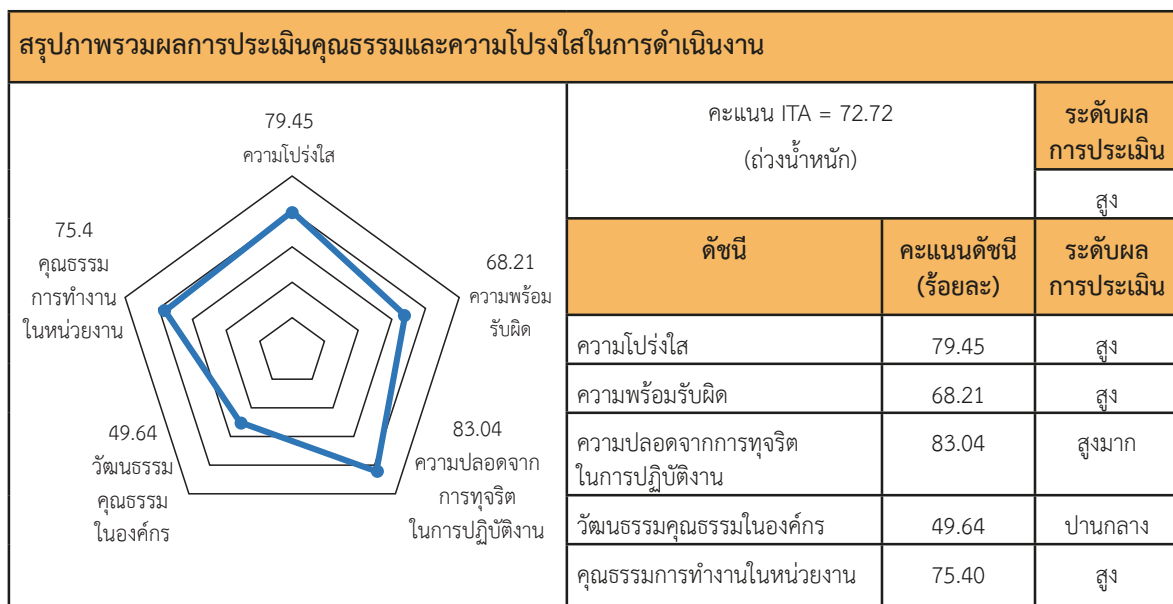 สรุปภาพรวมผลการประเมินคุณธรรมและความโปรงใสในการดำเนินงาน
79.45
ความโปร่งใส
75.4
คุณธรรม
การทำงาน
ในหน่วยงาน
68.21
ความพร้อม
รับผิด
49.64
วัฒนธรรม
คุณธรรม
ในองค์กร
83.04
ความปลอดจาก
การทุจริต
ในการปฏิบัติงาน
คะแนน ITA = 72.72
(ถ่วงน้ำหนัก)
ระดับผล
การประเมิน
สูง
ดัชนี
คะแนนดัชนี
(ร้อยละ)
ระดับผล
การประเมิน
ความโปร่งใส 79.45 สูง
ความพร้อมรับผิด 68.21 สูง
ความปลอดจากการทุจริต 83.04 สูงมาก
ในการปฏิบัติงาน
วัฒนธรรมคุณธรรมในองค์กร 49.64 ปานกลาง
คุณธรรมการทำงานในหน่วยงาน 75.40 สูง